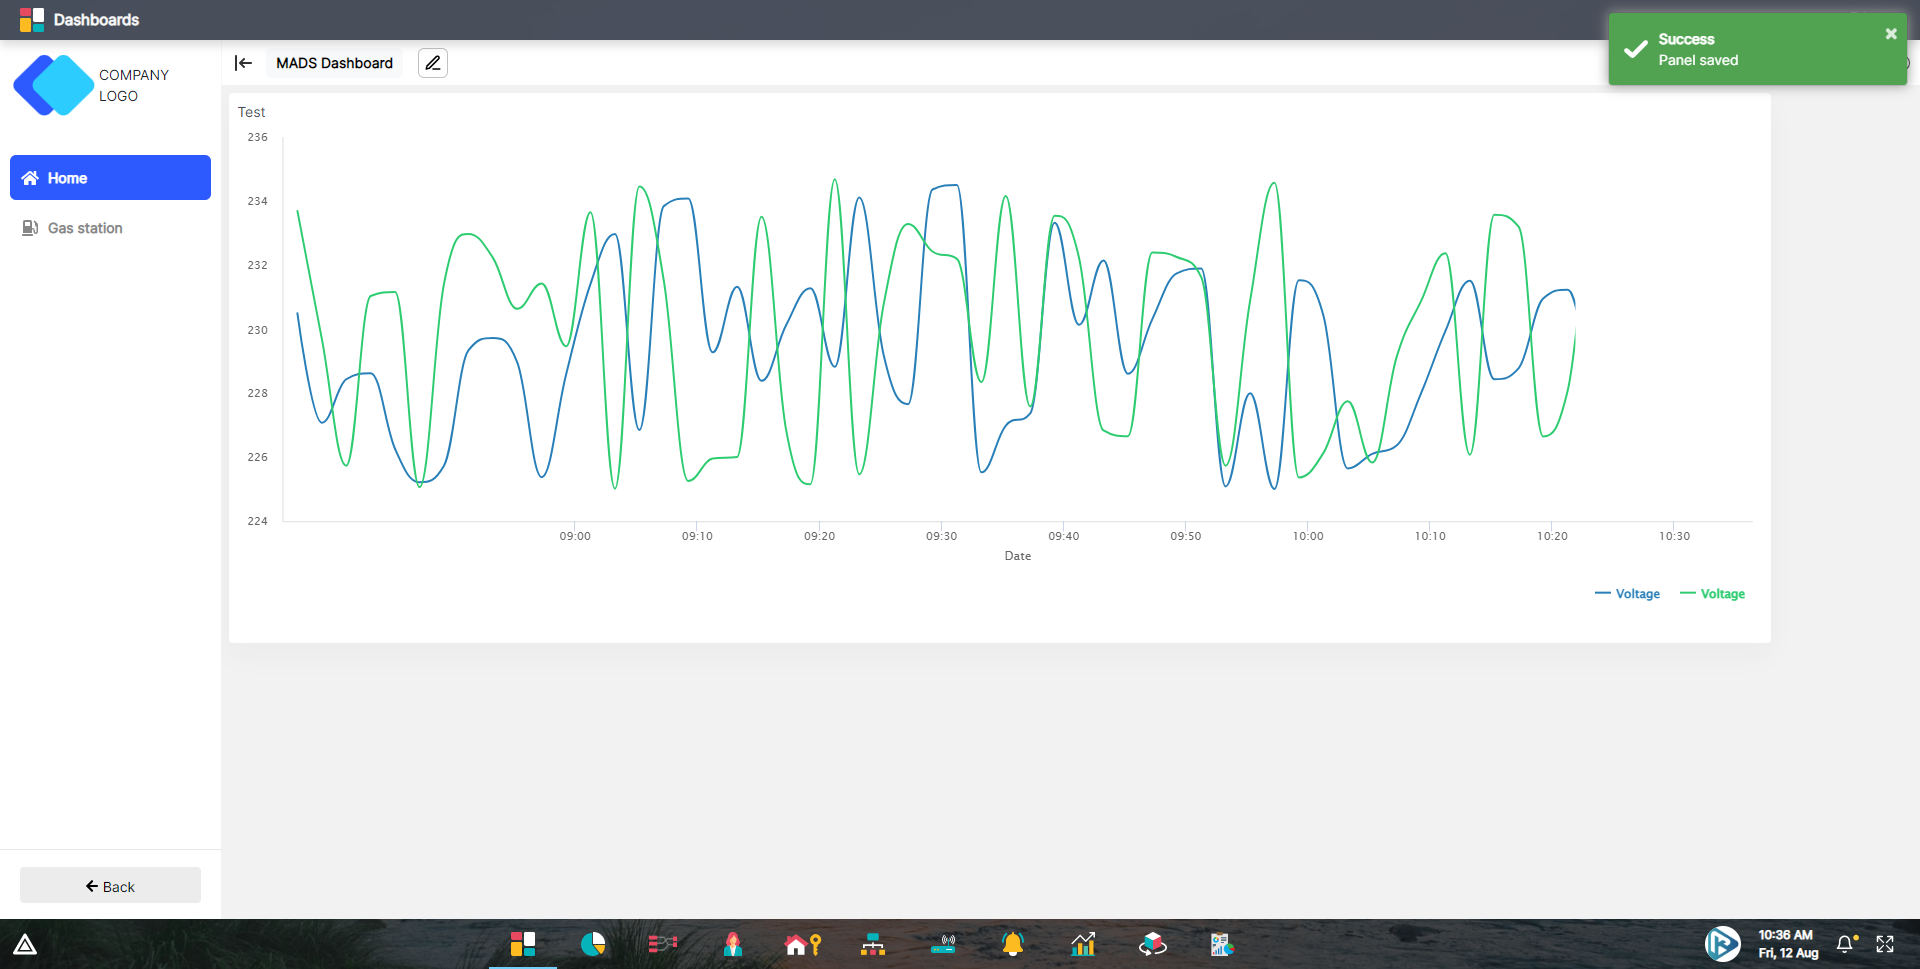 Dashboards
Success
Panel saved
COMPANY
LOGO
MADS Dashboard
Home
Gas station
Test
236
234
232
230
228
226
224
09:00 09:10 09:20 09:30 09:40 09:50 10:00 10:10 10:20 10:30
Date
Voltage Voltage
Back
10:36 AM
Fri, 12 Aug